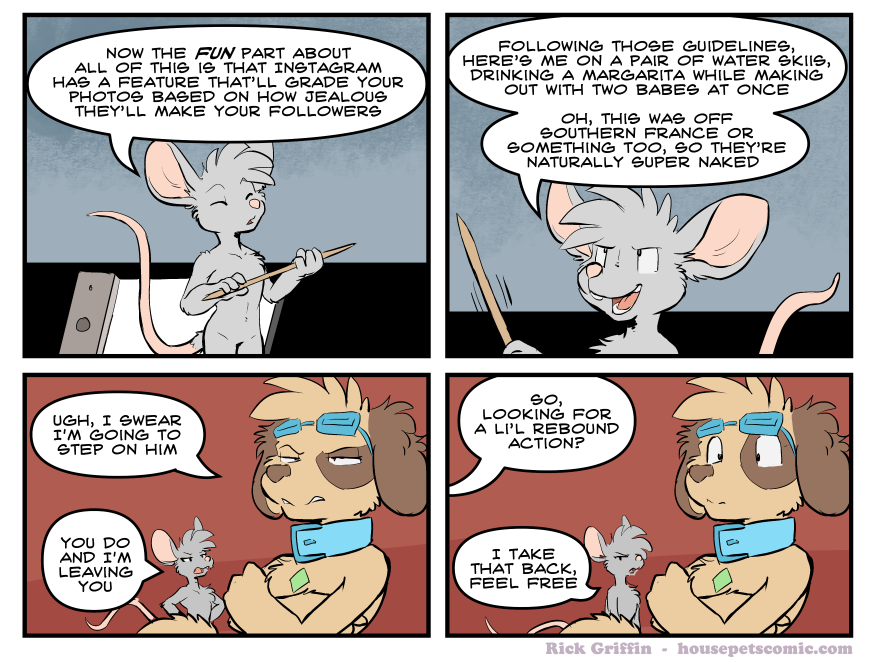 NOW THE FUN PART ABOUT
ALL OF THIS IS THAT INSTAGRAM
HAS A FEATURE THAT'LL GRADE YOUR
PHOTOS BASED ON HOW JEALOUS
THEY'LL MAKE YOUR FOLLOWERS
FOLLOWING THOSE GUIDELINES,
HERE'S ME ON A PAIR OF WATER SKIIS,
DRINKING A MARGARITA WHILE MAKING
OUT WITH TWO BABES AT ONCE
OH, THIS WAS OFF
SOUTHERN FRANCE OR
SOMETHING TOO, SO THEY'RE
NATURALLY SUPER NAKED
UGH, I SWEAR
I'M GOING TO
STEP ON HIM
YOU DO
AND I'M
LEAVING
YOU
SO,
LOOKING FOR
A LI'L REBOUND
ACTION?
I TAKE
THAT BACK,
FEEL FREE
Rick Griffin - housepetscomic.com